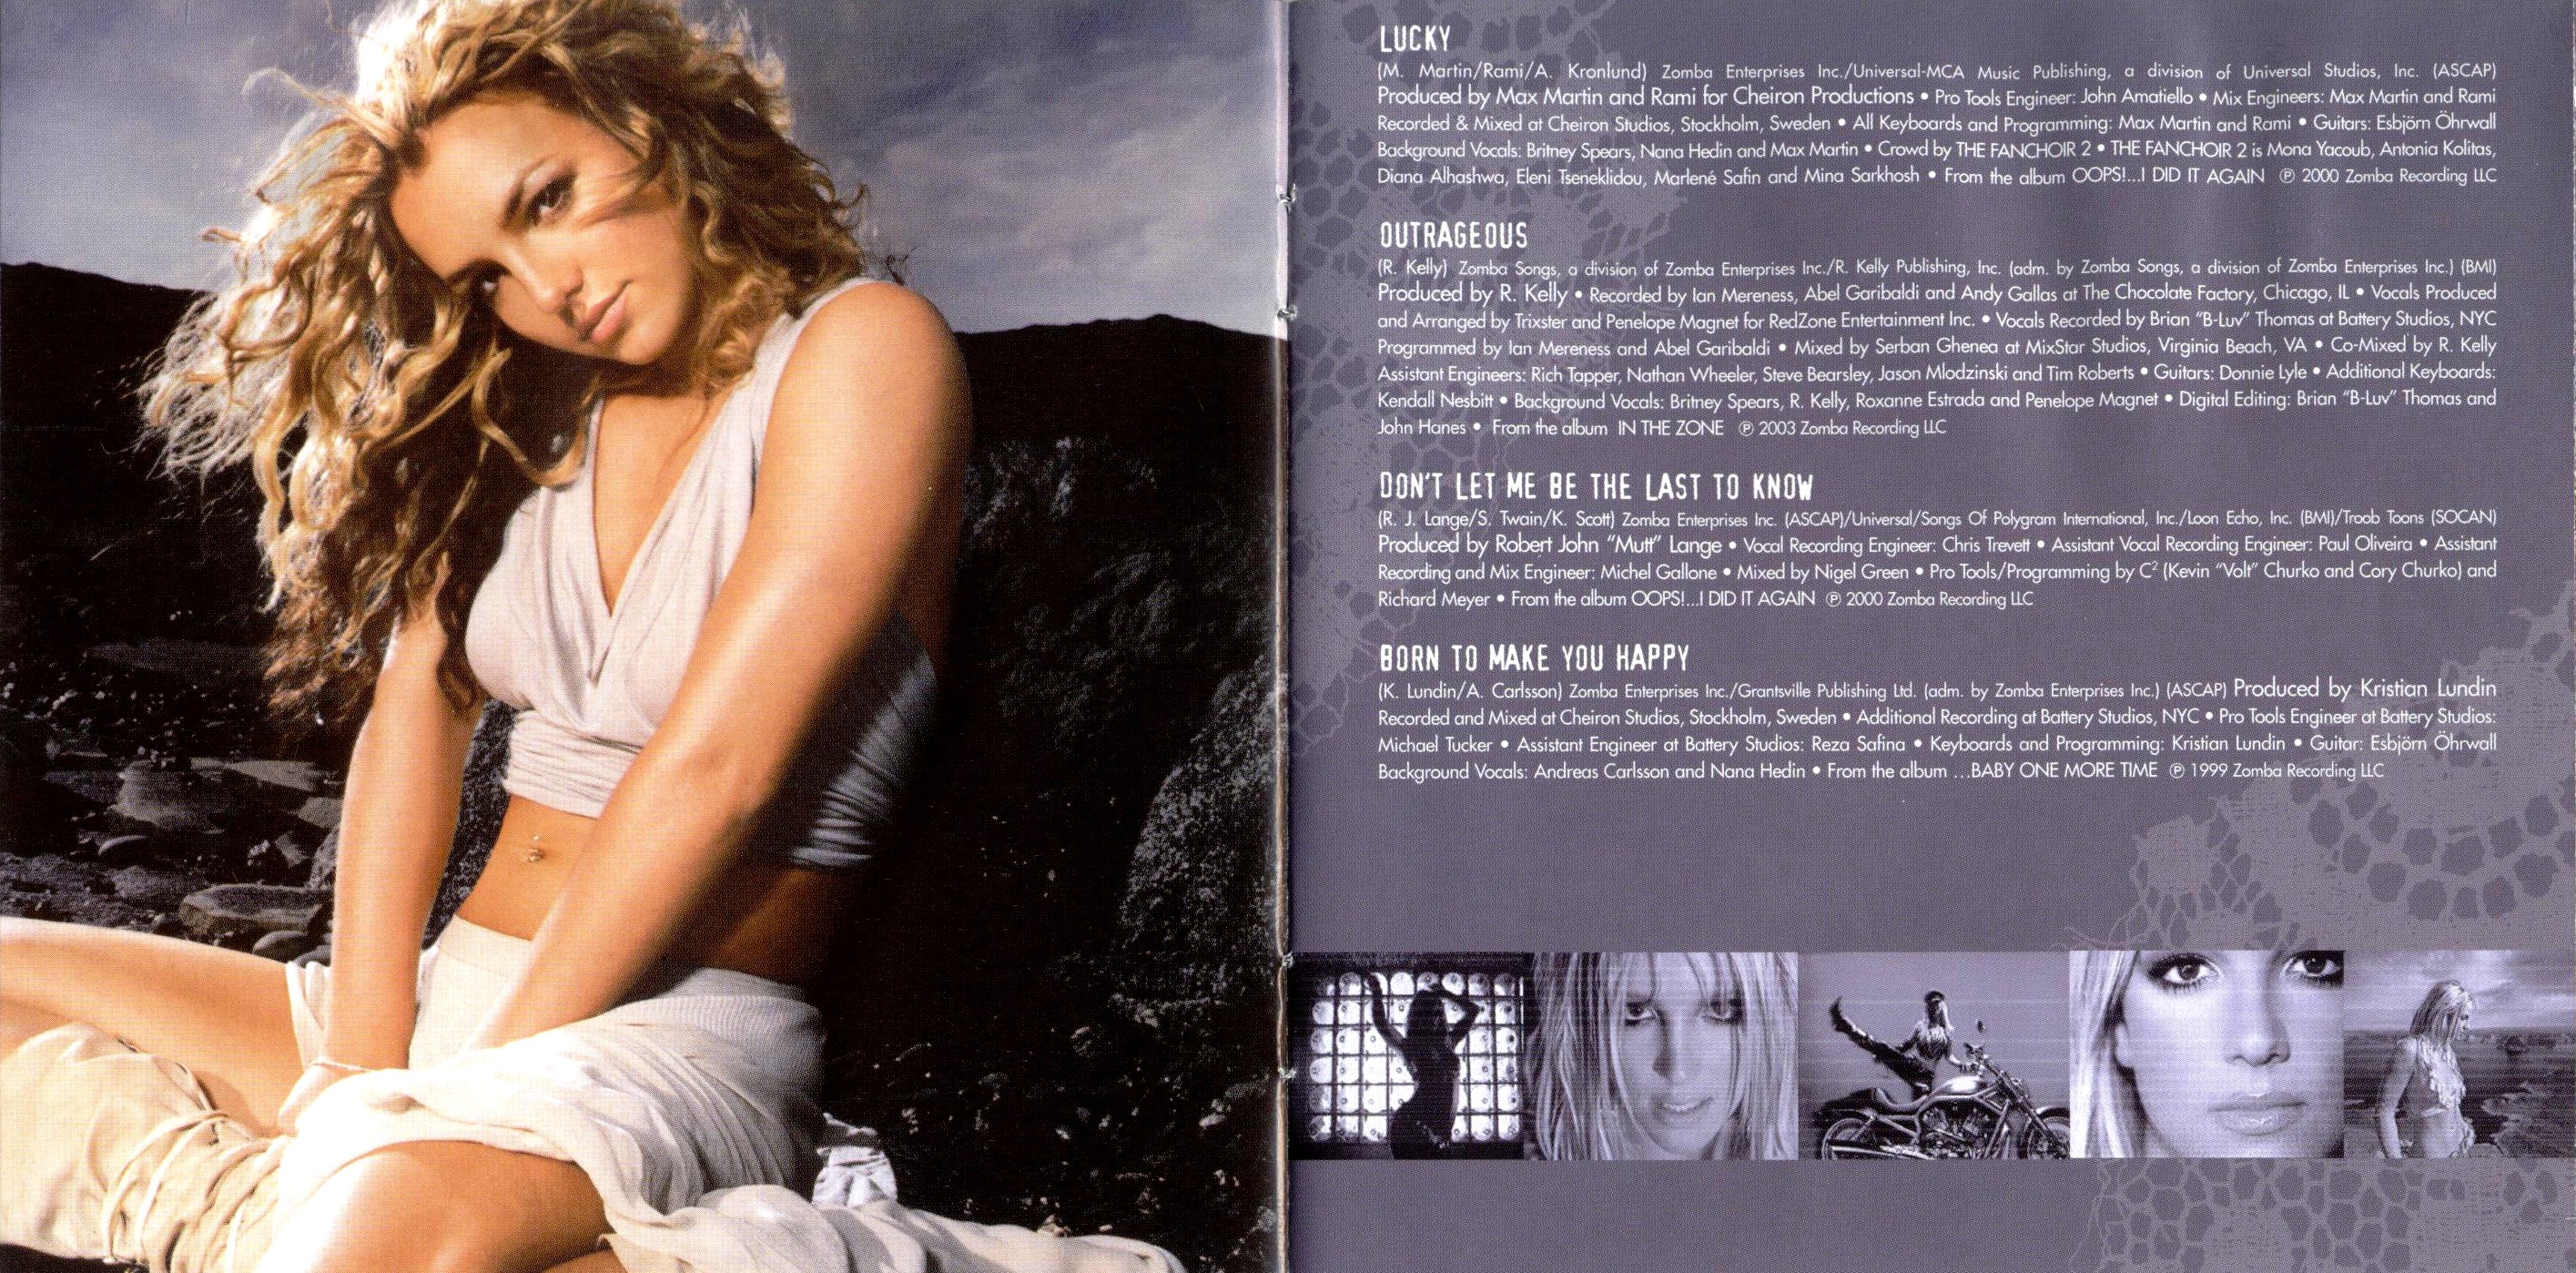 LUCKY
(M. Martin/Rami/A. Kronlund) Zomba Enterprises Inc./Universal-MCA Music Publishing, a division of Universal Studios, Inc. (ASCAP)
Produced by Max Martin and Rami for Cheiron Productions • Pro Tools Engineer: John Amatiello • Mix Engineers: Max Martin and Rami
Recorded & Mixed at Cheiron Studios, Stockholm, Sweden • All Keyboards and Programming: Max Martin and Rami • Guitars: Esbjörn Öhrwall
Background Vocals: Britney Spears, Nana Hedin and Max Martin • Crowd by THE FANCHOIR 2 • THE FANCHOIR 2 is Mona Yacoub, Antonia Kolitas,
Diana Alhashwa, Eleni Tseneklidou, Marlené Safin and Mina Sarkhosh • From the album OOPS!...I DID IT AGAIN ℗ 2000 Zomba Recording LLC
OUTRAGEOUS
(R. Kelly) Zomba Songs, a division of Zomba Enterprises Inc./R. Kelly Publishing, Inc. (adm. by Zomba Songs, a division of Zomba Enterprises Inc.) (BMI)
Produced by R. Kelly • Recorded by Ian Mereness, Abel Garibaldi and Andy Gallas at The Chocolate Factory, Chicago, IL • Vocals Produced
and Arranged by Trixster and Penelope Magnet for RedZone Entertainment Inc. • Vocals Recorded by Brian "B-Luv" Thomas at Battery Studios, NYC
Programmed by Ian Mereness and Abel Garibaldi • Mixed by Serban Ghenea at MixStar Studios, Virginia Beach, VA • Co-Mixed by R. Kelly
Assistant Engineers: Rich Tapper, Nathan Wheeler, Steve Bearsley, Jason Mlodzinski and Tim Roberts • Guitars: Donnie Lyle • Additional Keyboards:
Kendall Nesbitt • Background Vocals: Britney Spears, R. Kelly, Roxanne Estrada and Penelope Magnet • Digital Editing: Brian "B-Luv" Thomas and
John Hanes • From the album IN THE ZONE ℗ 2003 Zomba Recording LLC
DON'T LET ME BE THE LAST TO KNOW
(R. J. Lange/S. Twain/K. Scott) Zomba Enterprises Inc. (ASCAP)/Universal/Songs Of Polygram International, Inc./Loon Echo, Inc. (BMI)/Troob Toons (SOCAN)
Produced by Robert John "Mutt" Lange • Vocal Recording Engineer: Chris Trevett • Assistant Vocal Recording Engineer: Paul Oliveira • Assistant
Recording and Mix Engineer: Michel Gallone • Mixed by Nigel Green • Pro Tools/Programming by C² (Kevin "Volt" Churko and Cory Churko) and
Richard Meyer • From the album OOPS!...I DID IT AGAIN ℗ 2000 Zomba Recording LLC
BORN TO MAKE YOU HAPPY
(K. Lundin/A. Carlsson) Zomba Enterprises Inc./Grantsville Publishing Ltd. (adm. by Zomba Enterprises Inc.) (ASCAP) Produced by Kristian Lundin
Recorded and Mixed at Cheiron Studios, Stockholm, Sweden • Additional Recording at Battery Studios, NYC • Pro Tools Engineer at Battery Studios:
Michael Tucker • Assistant Engineer at Battery Studios: Reza Safina • Keyboards and Programming: Kristian Lundin • Guitar: Esbjörn Öhrwall
Background Vocals: Andreas Carlsson and Nana Hedin • From the album ...BABY ONE MORE TIME ℗ 1999 Zomba Recording LLC